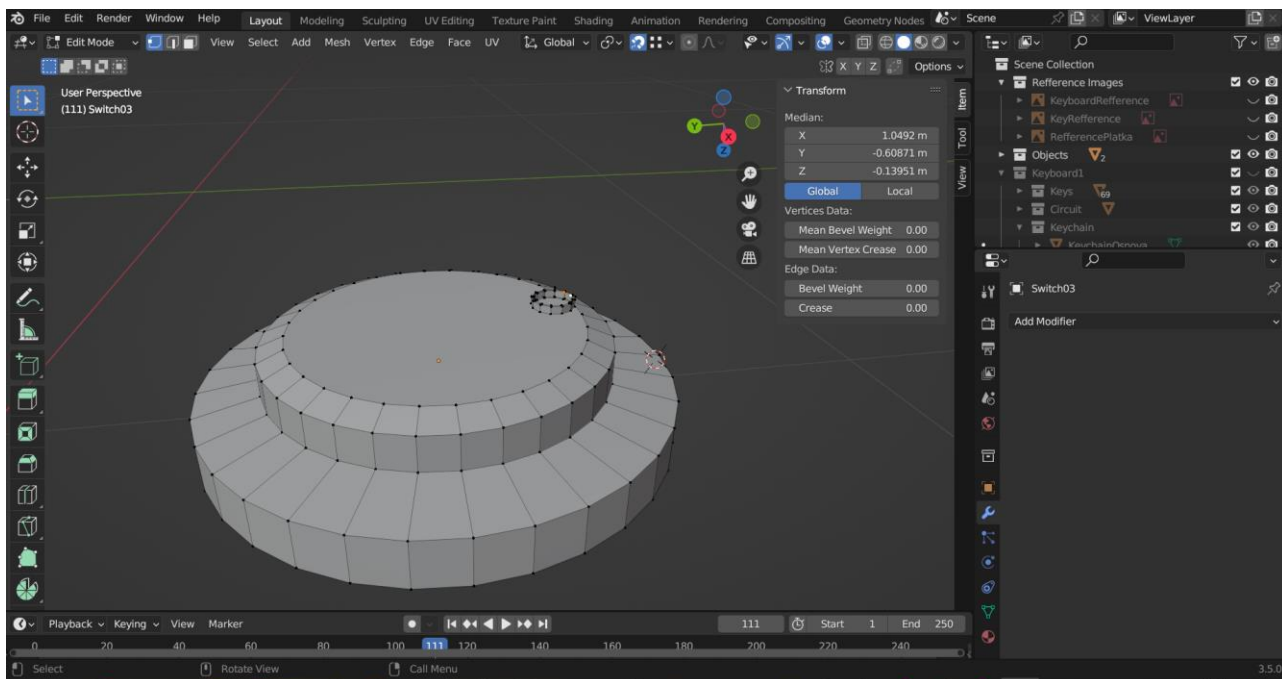 File Edit Render Window Help Layout Modeling Sculpting UV Editing Texture Paint Shading Animation Rendering Compositing Geometry Nodes Scene ViewLayer
Edit Mode View Select Add Mesh Vertex Edge Face UV Global
X Y Z Options
User Perspective
(111) Switch03
Y
X
Z
Transform
Median:
X 1.0492 m
Y -0.60871 m
Z -0.13951 m
Global Local
Vertices Data:
Mean Bevel Weight 0.00
Mean Vertex Crease 0.00
Edge Data:
Bevel Weight 0.00
Crease 0.00
Item
Tool
View
Scene Collection
Refference Images
KeyboardRefference
KeyRefference
RefferencePlatka
Objects 2
Keyboard1
Keys 69
Circuit
Keychain
KeychainOsnova
Switch03
Add Modifier
Playback Keying View Marker 111 Start 1 End 250
0 20 40 60 80 100 111 120 140 160 180 200 220 240
Select Rotate View Call Menu 3.5.0